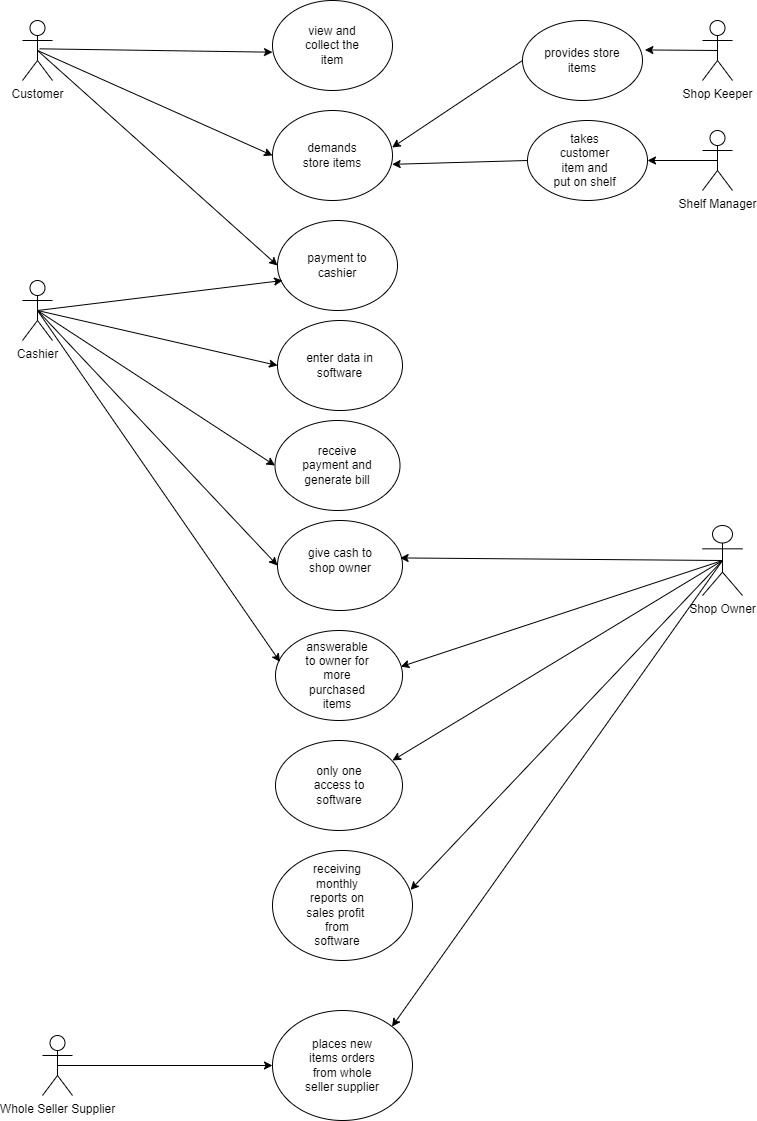 view and
collect the
item
Customer
provides store
items
Shop Keeper
demands
store items
takes
customer
item and
put on shelf
Shelf Manager
payment to
cashier
Cashier
enter data in
software
receive
payment and
generate bill
give cash to
shop owner
Shop Owner
answerable
to owner for
more
purchased
items
only one
access to
software
receiving
monthly
reports on
sales profit
from
software
places new
items orders
from whole
seller supplier
Whole Seller Supplier